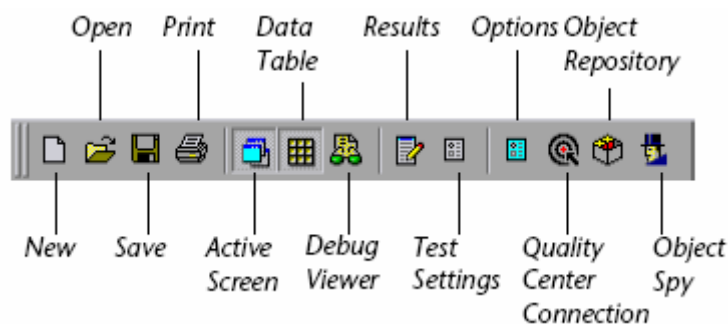 Open
Print
Data
Table
Results
Options
Object
Repository
New
Save
Active
Screen
Debug
Viewer
Test
Settings
Quality
Center
Connection
Object
Spy